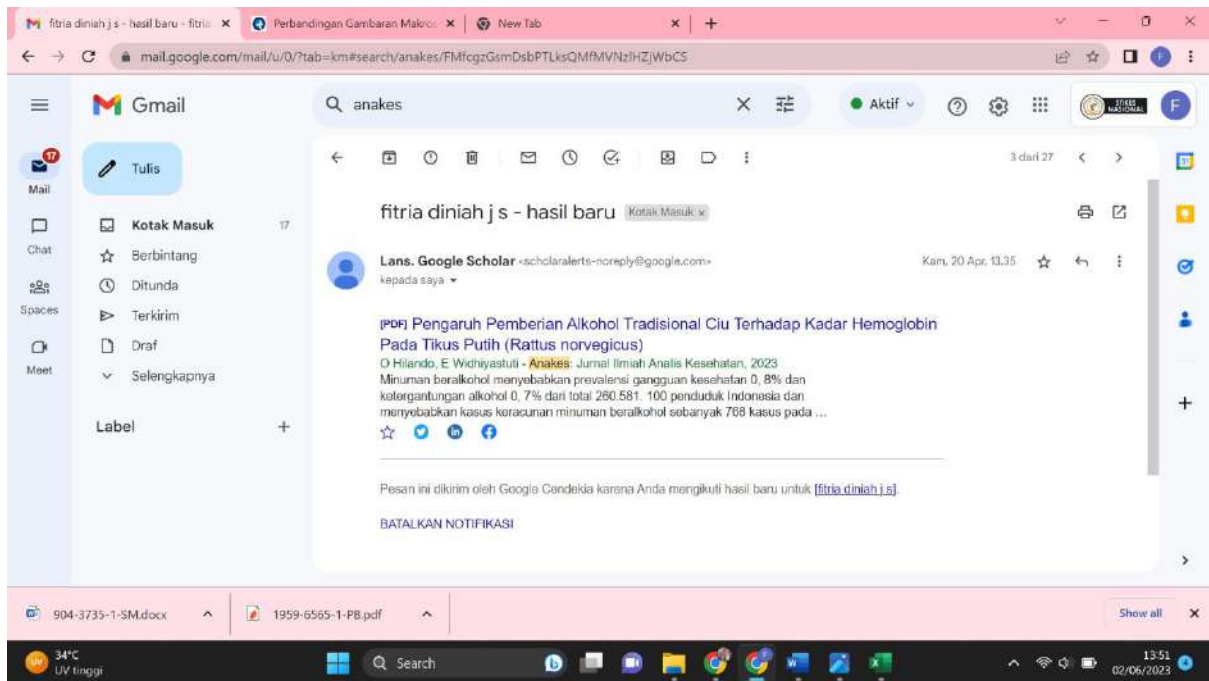 fitria diniah j s - hasil baru - fitria
Perbandingan Gambaran Makros
New Tab
mail.google.com/mail/u/0/?tab=km#search/anakes/FMfcgzGsmDsbPTLksQMfMVNzlHZjWbCS
Gmail
anakes
Aktif
STIKES NASIONAL
F
17
Mail
Tulis
3 dari 27
Kotak Masuk 17
Chat
Berbintang
Ditunda
Spaces
Terkirim
Meet
Draf
Selengkapnya
Label
fitria diniah j s - hasil baru Kotak Masuk x
Lans. Google Scholar <scholaralerts-noreply@google.com> Kam, 20 Apr, 13.35
kepada saya
[PDF] Pengaruh Pemberian Alkohol Tradisional Ciu Terhadap Kadar Hemoglobin
Pada Tikus Putih (Rattus norvegicus)
O Hilando, E Widhiyastuti - Anakes: Jurnal Ilmiah Analis Kesehatan, 2023
Minuman beralkohol menyebabkan prevalensi gangguan kesehatan 0, 8% dan
ketergantungan alkohol 0, 7% dari total 260.581. 100 penduduk Indonesia dan
menyebabkan kasus keracunan minuman beralkohol sebanyak 768 kasus pada ...
Pesan ini dikirim oleh Google Cendekia karena Anda mengikuti hasil baru untuk [fitria diniah j s].
BATALKAN NOTIFIKASI
904-3735-1-SM.docx
1959-6565-1-PB.pdf
Show all
34°C
UV tinggi
Search
13:51
02/06/2023